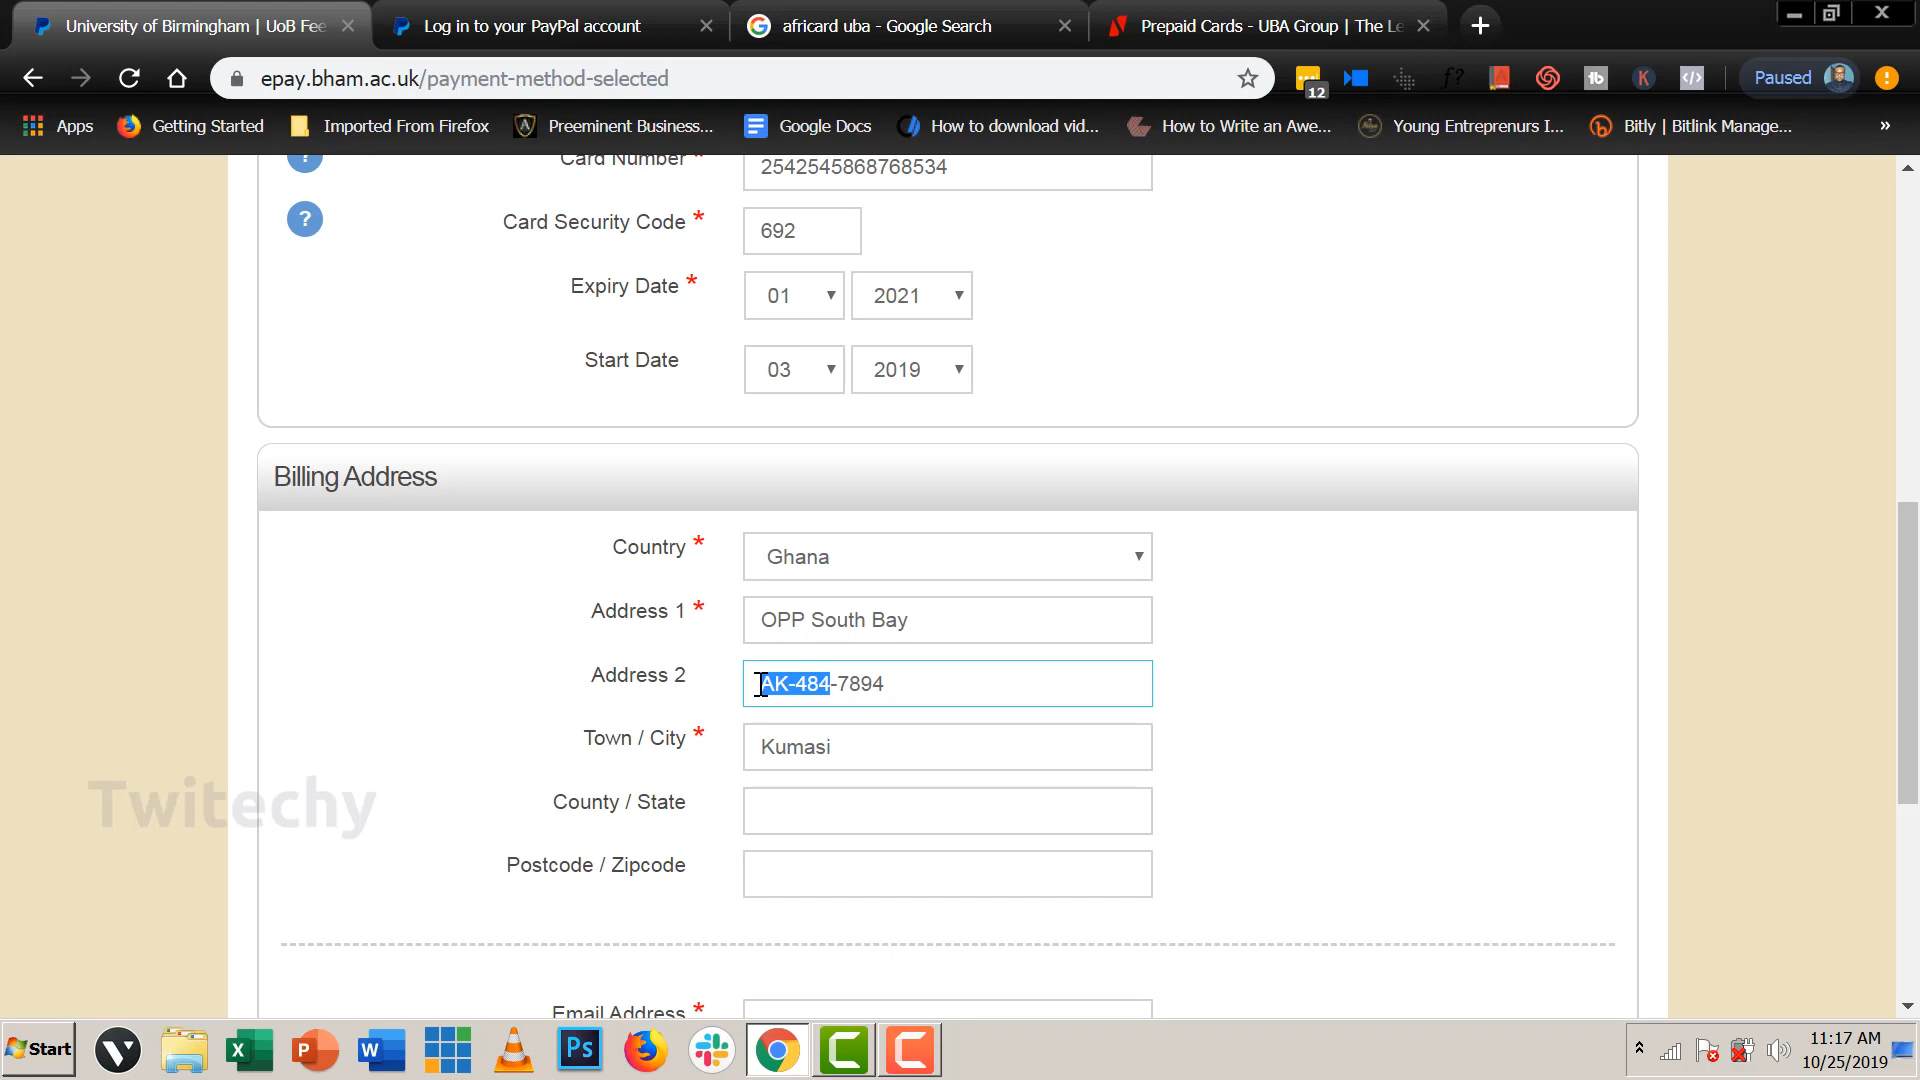 University of Birmingham | UoB Fee
Log in to your PayPal account
africard uba - Google Search
Prepaid Cards - UBA Group | The Le
epay.bham.ac.uk/payment-method-selected
12
Paused
Apps
Getting Started
Imported From Firefox
Preeminent Business...
Google Docs
How to download vid...
How to Write an Awe...
Young Entreprenurs I...
Bitly | Bitlink Manage...
»
? Card Number * 2542545868768534
? Card Security Code * 692
Expiry Date * 01 2021
Start Date 03 2019
Billing Address
Country * Ghana
Address 1 * OPP South Bay
Address 2 AK-484-7894
Town / City * Kumasi
County / State
Postcode / Zipcode
Email Address *
Twitechy
Start
11:17 AM
10/25/2019